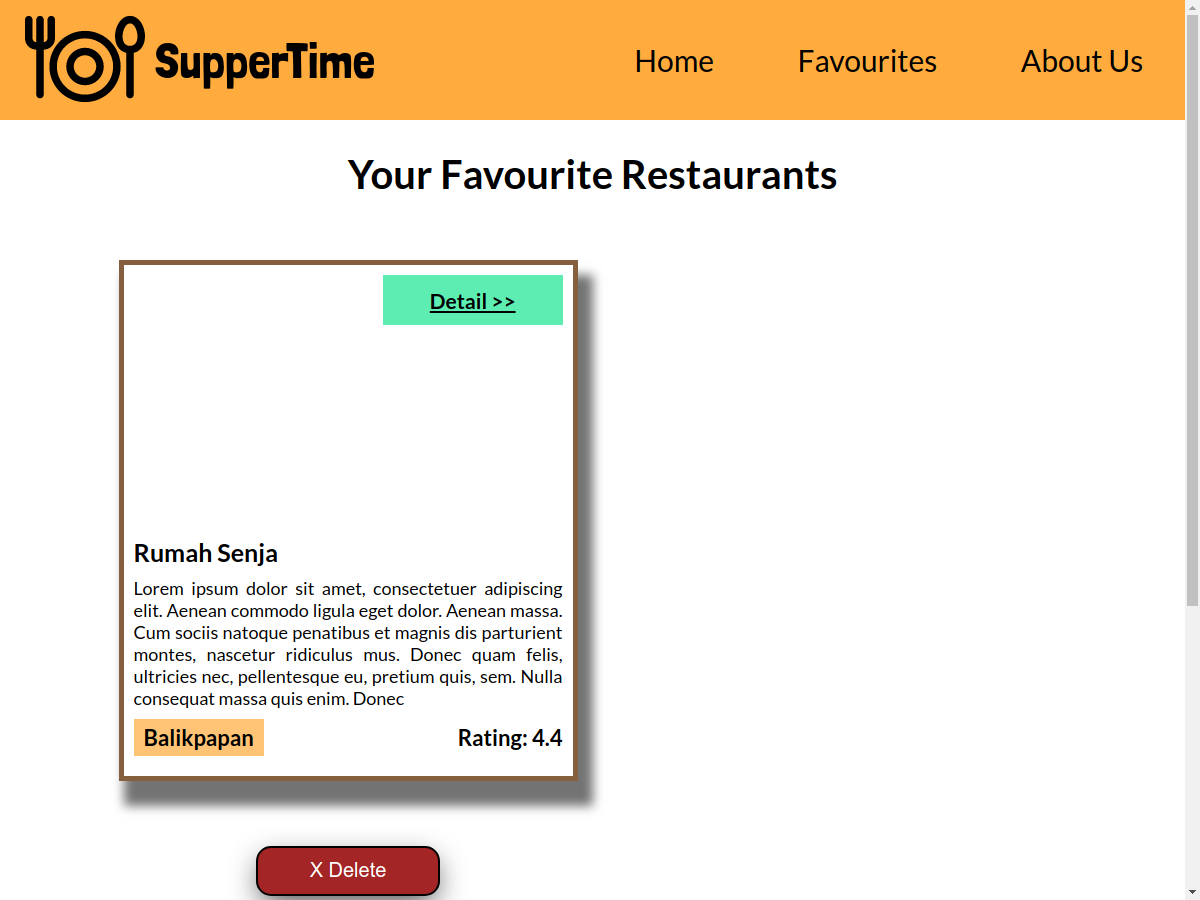 SupperTime
Home
Favourites
About Us
Your Favourite Restaurants
Detail >>
Rumah Senja
Lorem ipsum dolor sit amet, consectetuer adipiscing
elit. Aenean commodo ligula eget dolor. Aenean massa.
Cum sociis natoque penatibus et magnis dis parturient
montes, nascetur ridiculus mus. Donec quam felis,
ultricies nec, pellentesque eu, pretium quis, sem. Nulla
consequat massa quis enim. Donec
Balikpapan
Rating: 4.4
X Delete